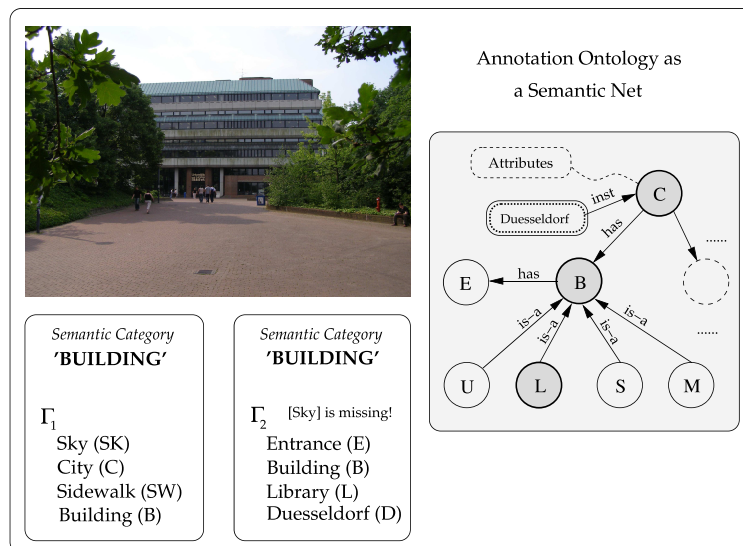 Annotation Ontology as
a Semantic Net
Attributes
C
inst
Duesseldorf
has
......
E
has
B
is-a
is-a
is-a
is-a
......
U
L
S
M
Semantic Category
'BUILDING'
Γ1
Sky (SK)
City (C)
Sidewalk (SW)
Building (B)
Semantic Category
'BUILDING'
Γ2 [Sky] is missing!
Entrance (E)
Building (B)
Library (L)
Duesseldorf (D)